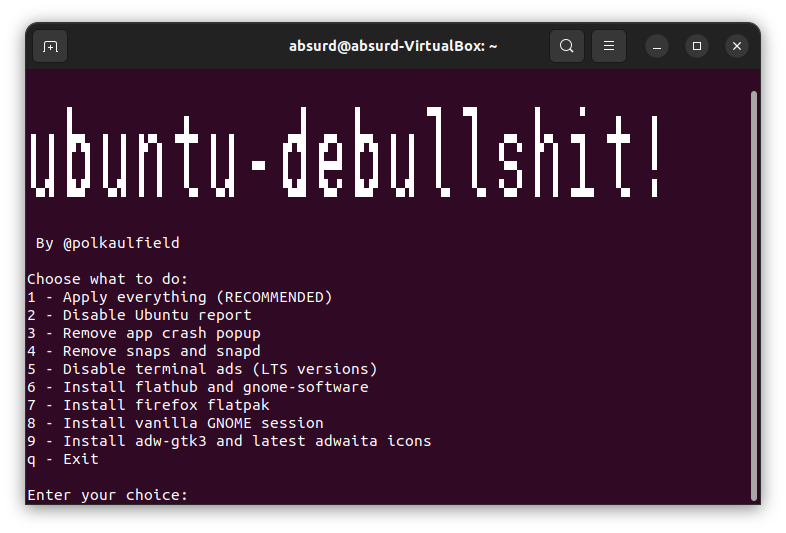 absurd@absurd-VirtualBox: ~
ubuntu-debullshit!
By @polkaulfield
Choose what to do:
1 - Apply everything (RECOMMENDED)
2 - Disable Ubuntu report
3 - Remove app crash popup
4 - Remove snaps and snapd
5 - Disable terminal ads (LTS versions)
6 - Install flathub and gnome-software
7 - Install firefox flatpak
8 - Install vanilla GNOME session
9 - Install adw-gtk3 and latest adwaita icons
q - Exit
Enter your choice: